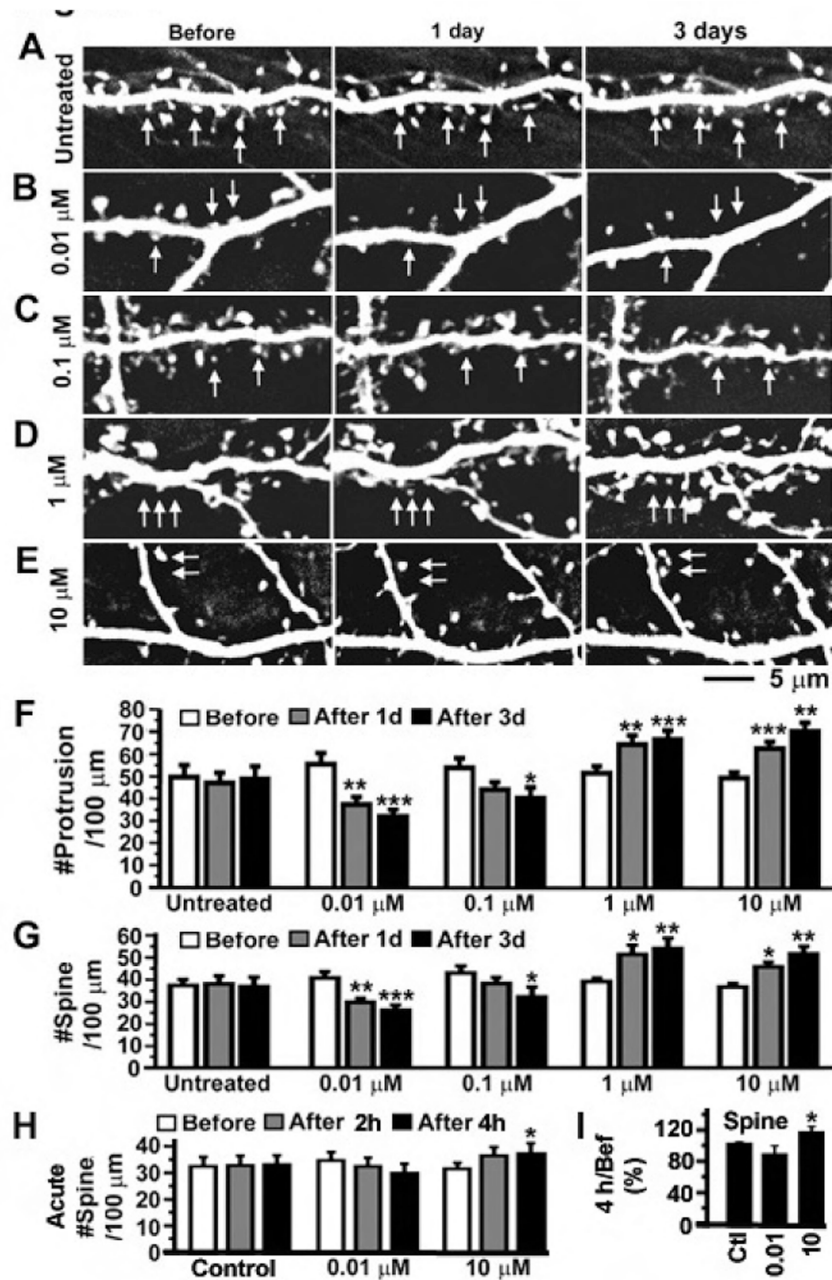 Before 1 day 3 days
A Untreated
B 0.01 μM
C 0.1 μM
D 1 μM
E 10 μM
5 μm
F
#Protrusion
/100 μm
Before After 1d After 3d
80
70
60
50
40
30
20
10
0
** *** * ** *** *** **
Untreated 0.01 μM 0.1 μM 1 μM 10 μM
G
#Spine
/100 μm
Before After 1d After 3d
60
50
40
30
20
10
0
** *** * * ** * **
Untreated 0.01 μM 0.1 μM 1 μM 10 μM
H
Acute
#Spine
/100 μm
Before After 2h After 4h
40
30
20
10
0
*
Control 0.01 μM 10 μM
I
4 h/Bef
(%)
Spine
120
80
40
0
*
Ctl 0.01 10